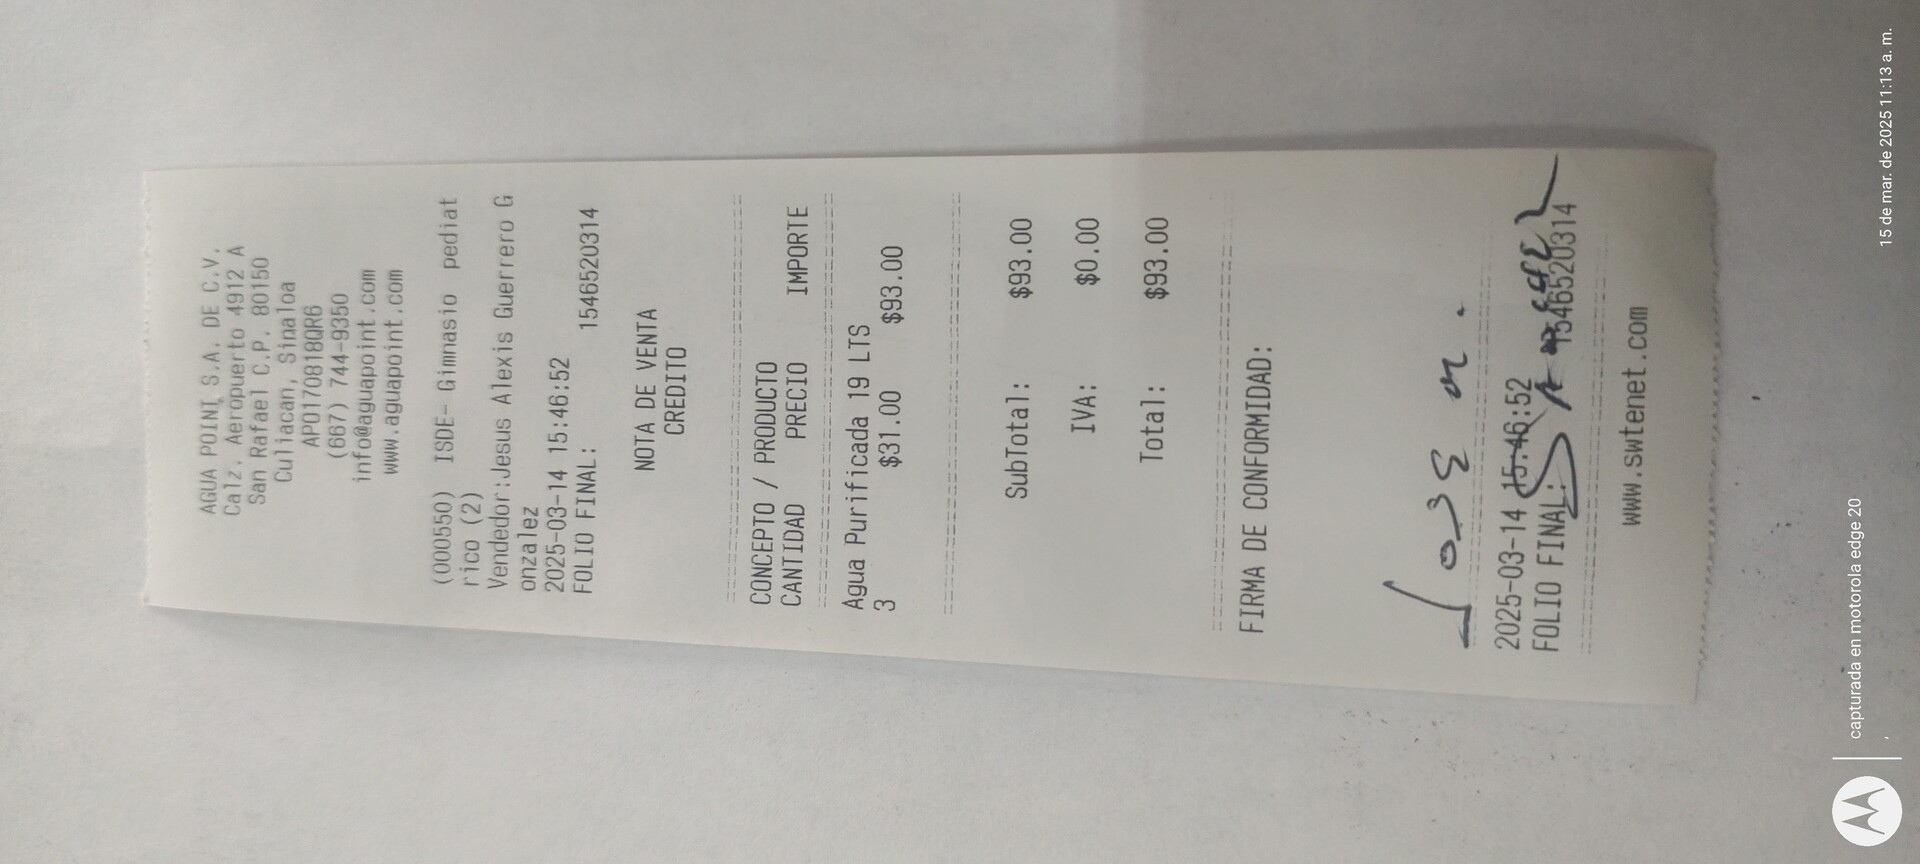 AGUA POINT S.A. DE C.V.
Calz. Aeropuerto 4912 A
San Rafael C.P. 80150
Culiacan, Sinaloa
APO170818QR6
(667) 744-9350
info@aguapoint.com
www.aguapoint.com
(000550) ISDE- Gimnasio pediat
rico (2)
Vendedor:Jesus Alexis Guerrero G
onzalez
2025-03-14 15:46:52
FOLIO FINAL: 1546520314
NOTA DE VENTA
CREDITO
CONCEPTO / PRODUCTO
CANTIDAD PRECIO IMPORTE
Agua Purificada 19 LTS
3 $31.00 $93.00
SubTotal: $93.00
IVA: $0.00
Total: $93.00
FIRMA DE CONFORMIDAD:
2025-03-14 15:46:52
FOLIO FINAL: 1546520314
www.swtenet.com
capturada en motorola edge 20
15 de mar. de 2025 11:13 a. m.